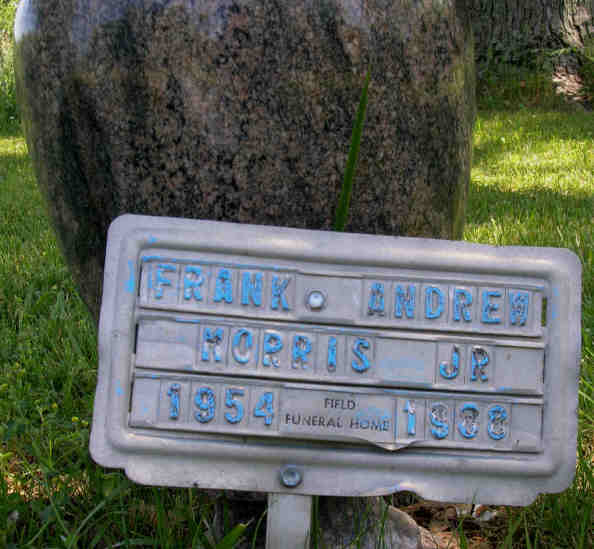 FRANK ANDREW
MORRIS JR
1954 FIELD FUNERAL HOME 1988